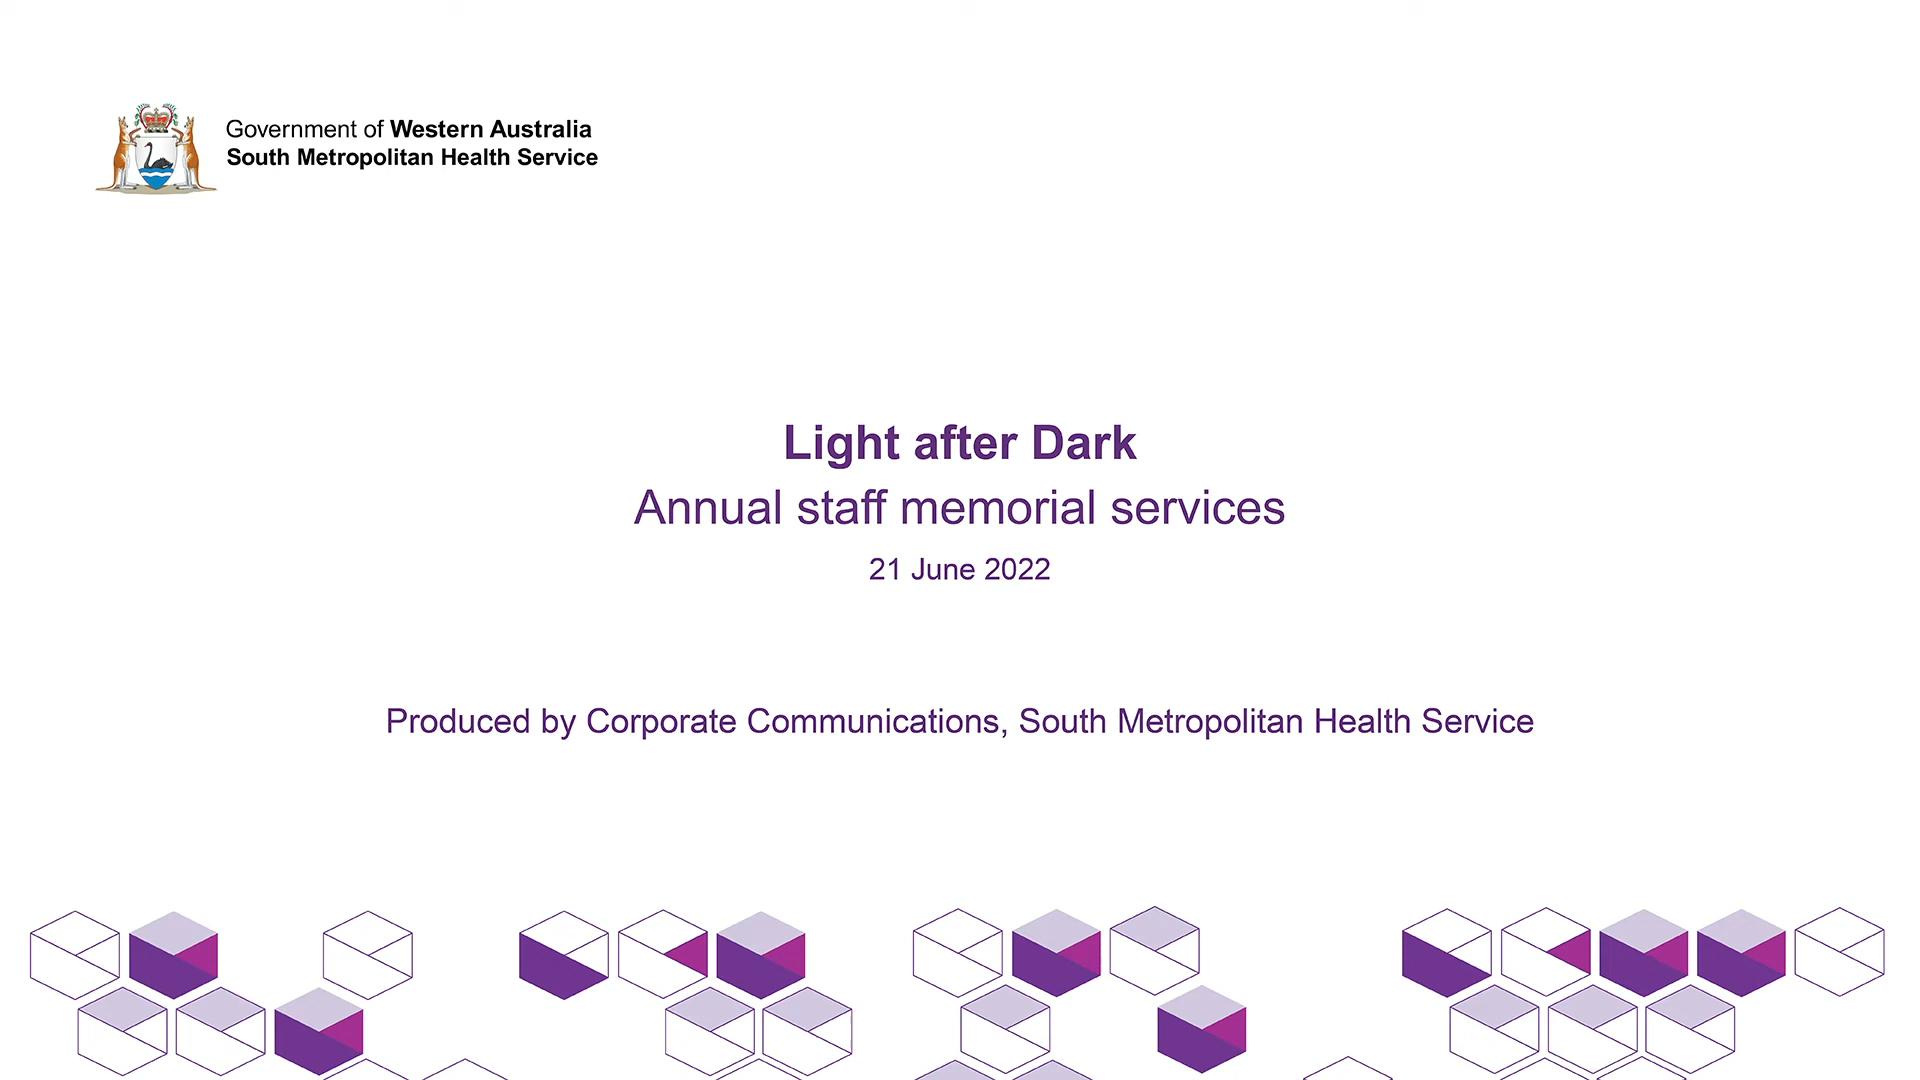 Government of Western Australia
South Metropolitan Health Service
Light after Dark
Annual staff memorial services
21 June 2022
Produced by Corporate Communications, South Metropolitan Health Service